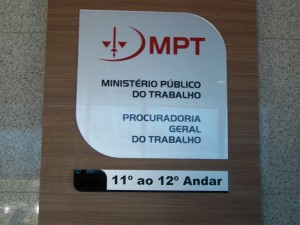 MPT
MINISTÉRIO PÚBLICO
DO TRABALHO
PROCURADORIA
GERAL
DO TRABALHO
11º ao 12º Andar